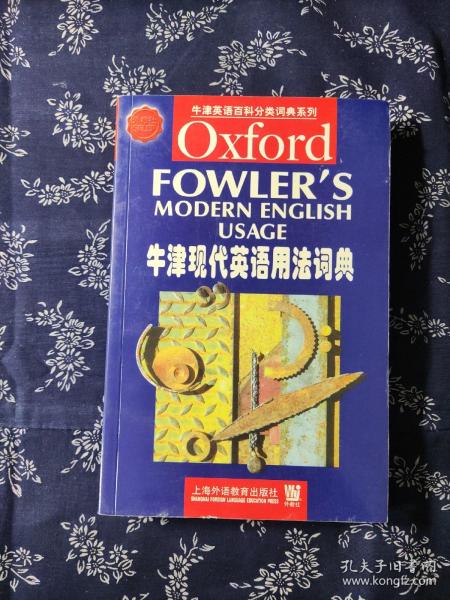 牛津英语百科分类词典系列
Oxford
FOWLER'S
MODERN ENGLISH
USAGE
牛津现代英语用法词典
上海外语教育出版社
SHANGHAI FOREIGN LANGUAGE EDUCATION PRESS
外教社
孔夫子旧书网
www.kongfz.com